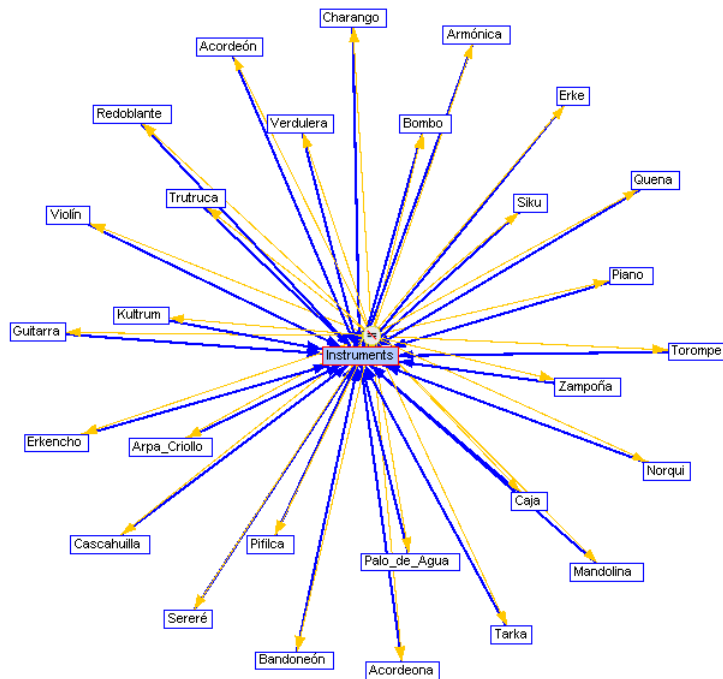 Charango
Armónica
Acordeón
Erke
Redoblante
Verdulera
Bombo
Quena
Trutruca
Siku
Violín
Piano
Kultrum
Guitarra
Torompe
Instruments
Zampoña
Erkencho
Arpa_Criollo
Norqui
Caja
Cascahuilla
Pifilca
Palo_de_Agua
Mandolina
Sereré
Tarka
Bandoneón
Acordeona